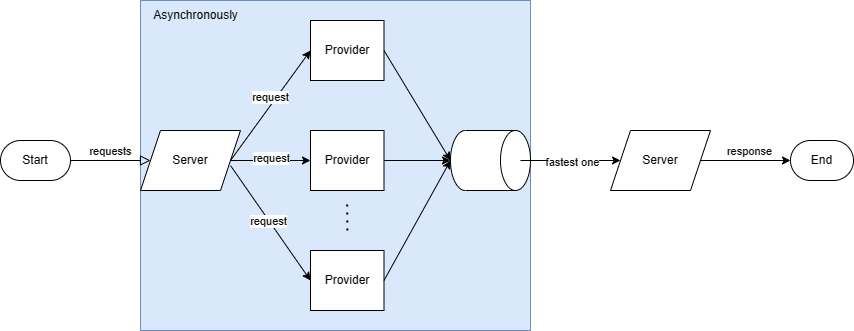 Asynchronously
Provider
request
Start
requests
Server
request
Provider
fastest one
Server
response
End
request
Provider